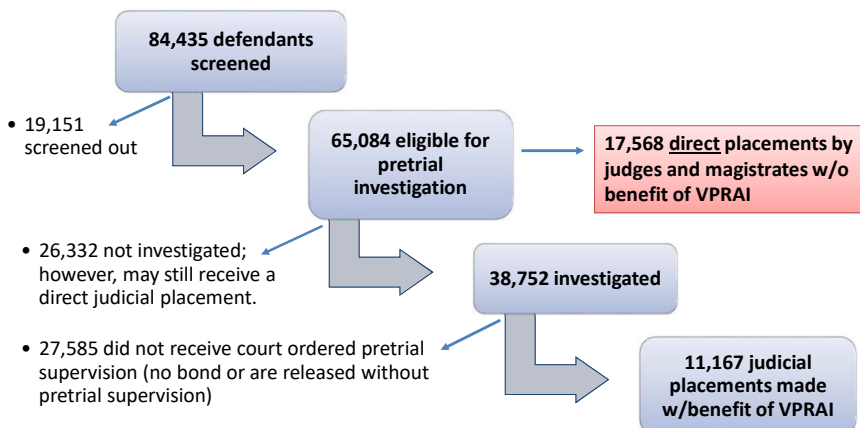 84,435 defendants
screened
• 19,151
screened out
65,084 eligible for
pretrial
investigation
17,568 direct placements by
judges and magistrates w/o
benefit of VPRAI
• 26,332 not investigated;
however, may still receive a
direct judicial placement.
38,752 investigated
• 27,585 did not receive court ordered pretrial
supervision (no bond or are released without
pretrial supervision)
11,167 judicial
placements made
w/benefit of VPRAI